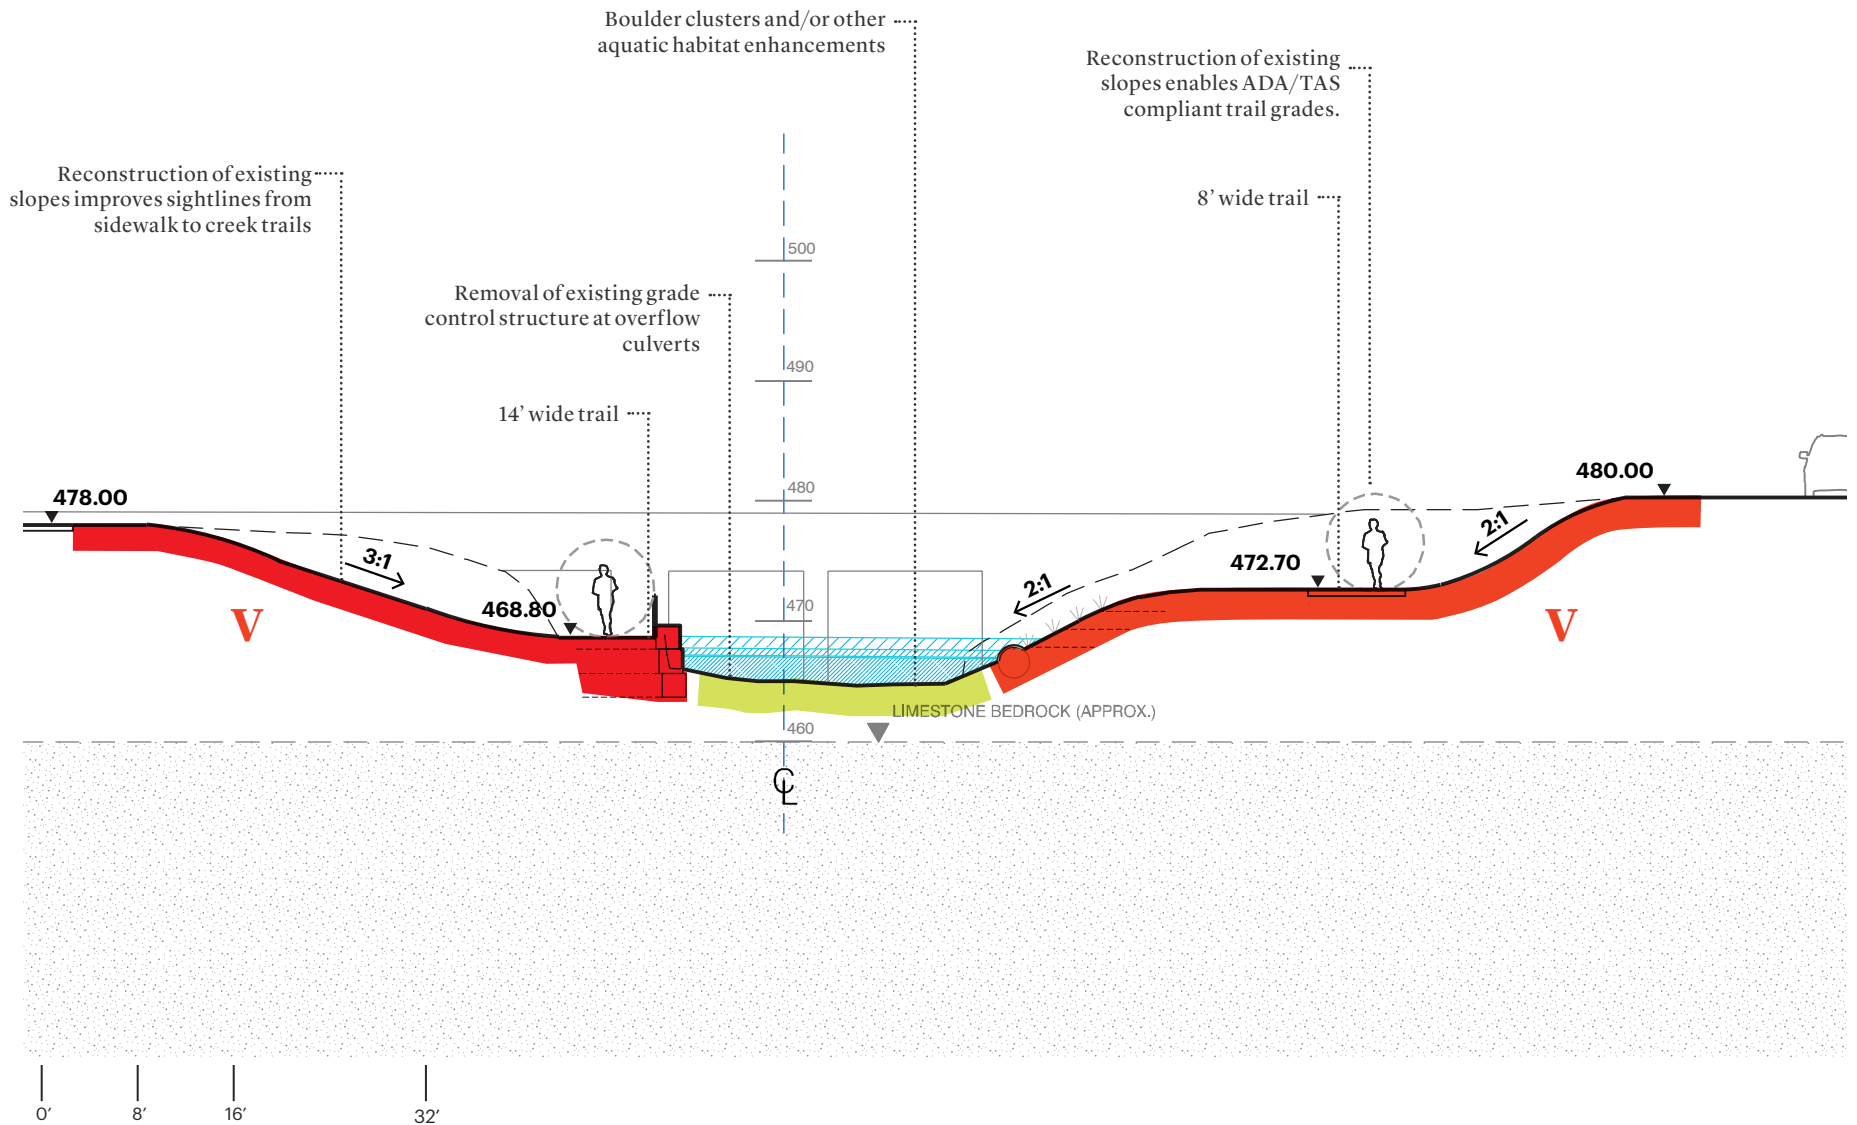 Boulder clusters and/or other
aquatic habitat enhancements
Reconstruction of existing
slopes enables ADA/TAS
compliant trail grades.
Reconstruction of existing
slopes improves sightlines from
sidewalk to creek trails
8’ wide trail
500
Removal of existing grade
control structure at overflow
culverts
490
14’ wide trail
480
478.00
480.00
2:1
3:1
472.70
2:1
468.80
470
V
V
LIMESTONE BEDROCK (APPROX.)
460
CL
0′
8′
16′
32′